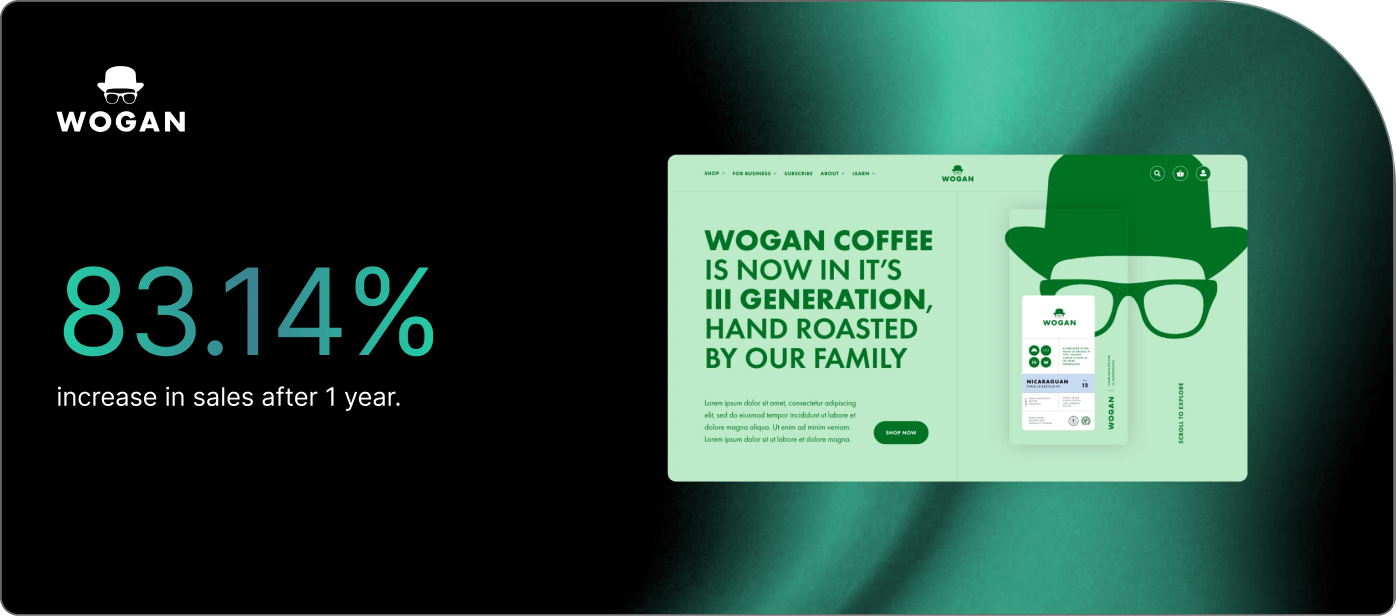 WOGAN
83.14%
increase in sales after 1 year.
SHOP
FOR BUSINESS
SUBSCRIBE
ABOUT
LEARN
WOGAN
WOGAN COFFEE
IS NOW IN IT’S
III GENERATION,
HAND ROASTED
BY OUR FAMILY
Lorem ipsum dolor sit amet, consectetur adipiscing
elit, sed do eiusmod tempor incididunt ut labore et
dolore magna aliqua. Ut enim ad minim veniam.
Lorem ipsum dolor sit ut labore et dolore magna.
SHOP NOW
WOGAN
NICARAGUAN
12
WOGAN
SCROLL TO EXPLORE